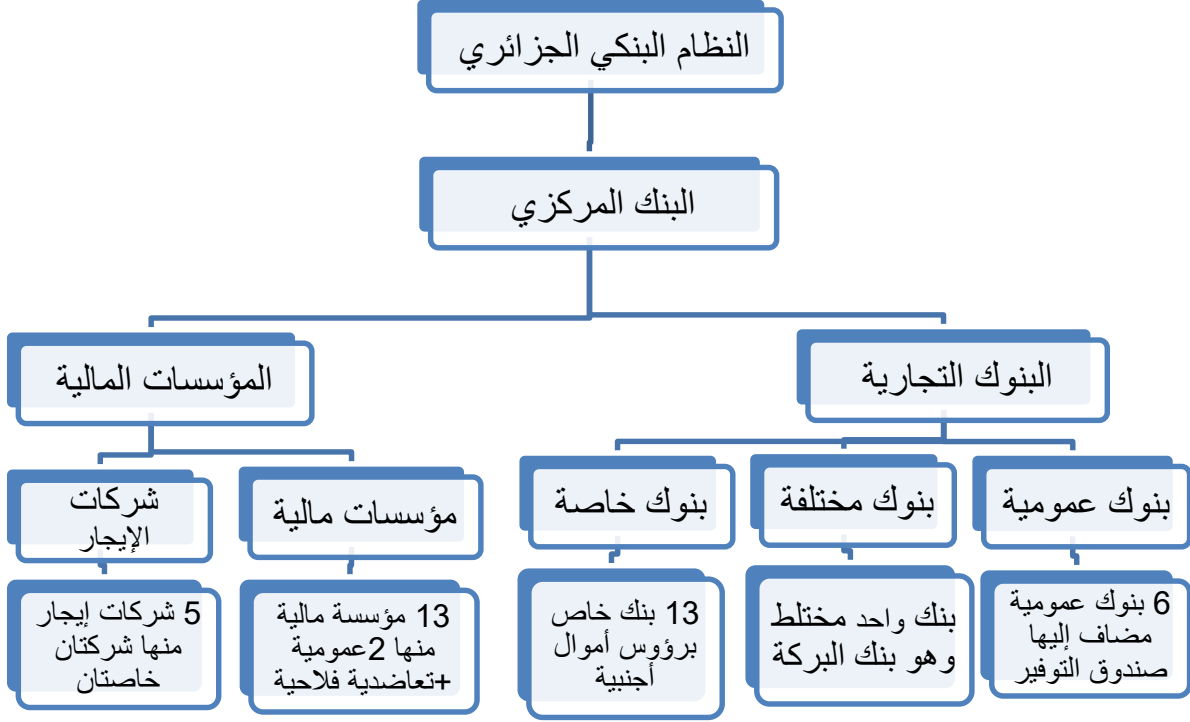 النظام البنكي الجزائري
البنك المركزي
البنوك التجارية
المؤسسات المالية
بنوك عمومية
بنوك مختلفة
بنوك خاصة
مؤسسات مالية
شركات
الإيجار
6 بنوك عمومية
مضاف إليها
صندوق التوفير
بنك واحد مختلط
وهو بنك البركة
13 بنك خاص
برؤوس أموال
أجنبية
13 مؤسسة مالية
منها 2عمومية
+تعاضدية فلاحية
5 شركات إيجار
منها شركتان
خاصتان